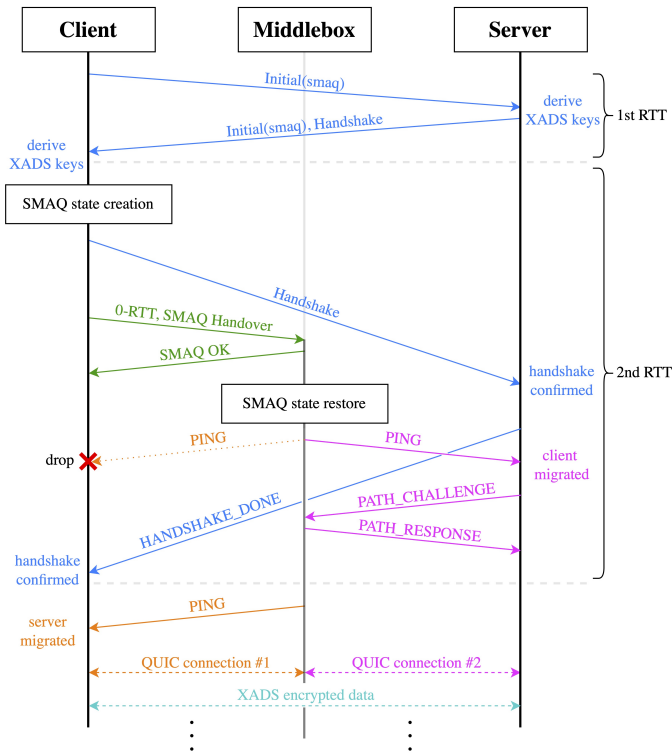 Client
Middlebox
Server
Initial(smaq)
derive
XADS keys
1st RTT
Initial(smaq), Handshake
derive
XADS keys
SMAQ state creation
Handshake
0-RTT, SMAQ Handover
SMAQ OK
handshake
confirmed
2nd RTT
SMAQ state restore
PING
PING
drop
client
migrated
PATH_CHALLENGE
HANDSHAKE_DONE
PATH_RESPONSE
handshake
confirmed
PING
server
migrated
QUIC connection #1
QUIC connection #2
XADS encrypted data